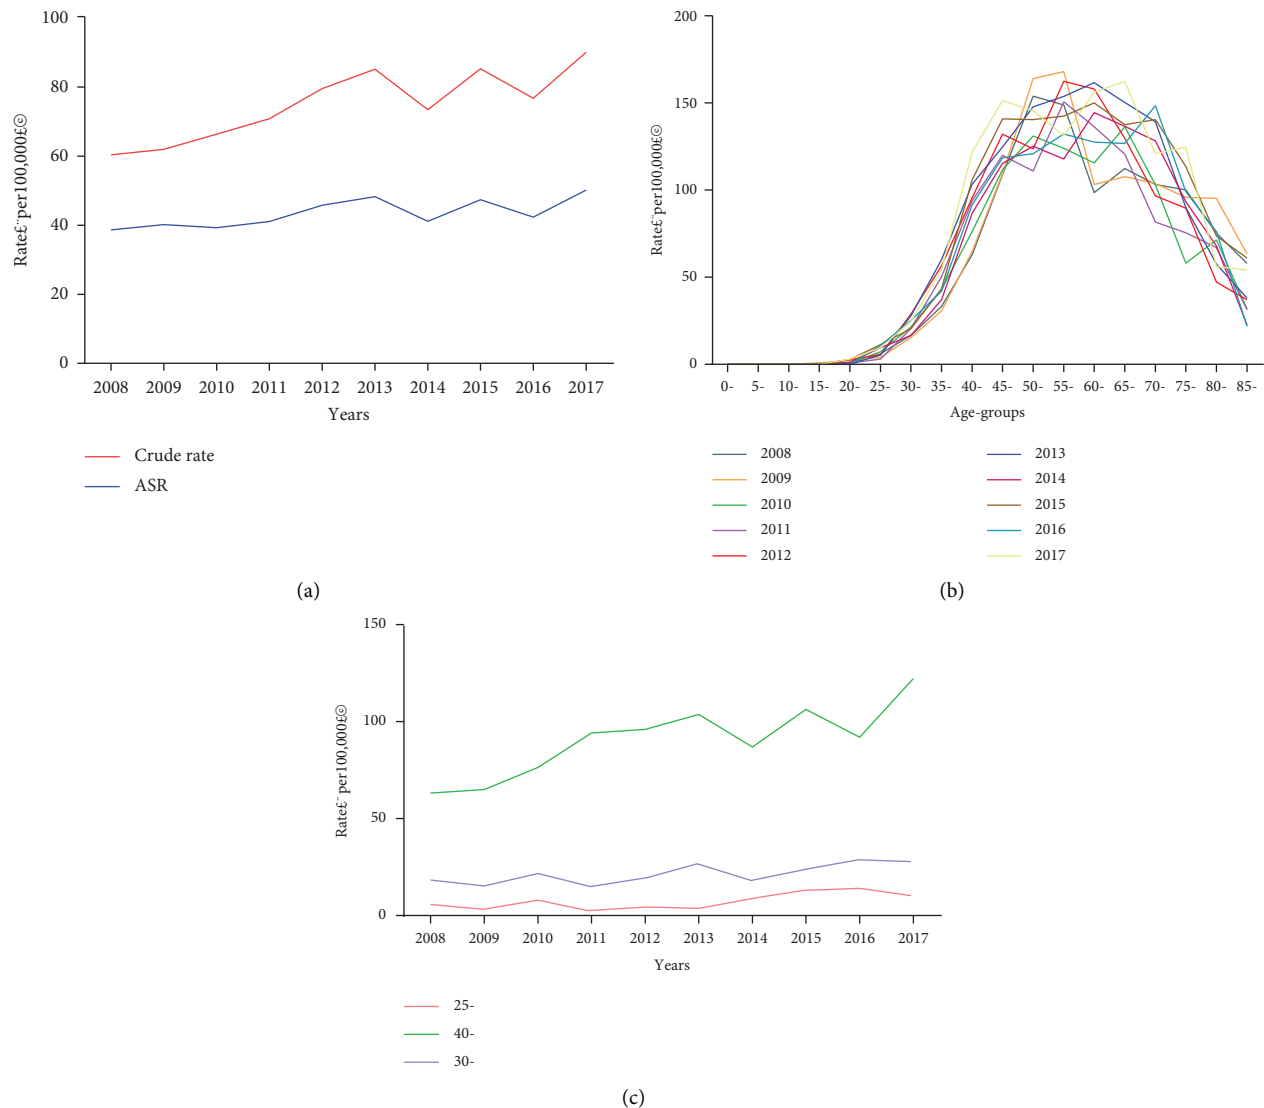 100
80
60
40
20
0
Rate£¨per100,000£©
2008 2009 2010 2011 2012 2013 2014 2015 2016 2017
Years
Crude rate
ASR
(a)
200
150
100
50
0
Rate£¨per100,000£©
0- 5- 10- 15- 20- 25- 30- 35- 40- 45- 50- 55- 60- 65- 70- 75- 80- 85-
Age-groups
2008
2009
2010
2011
2012
2013
2014
2015
2016
2017
(b)
150
100
50
0
Rate£¨per100,000£©
2008 2009 2010 2011 2012 2013 2014 2015 2016 2017
Years
25-
40-
30-
(c)